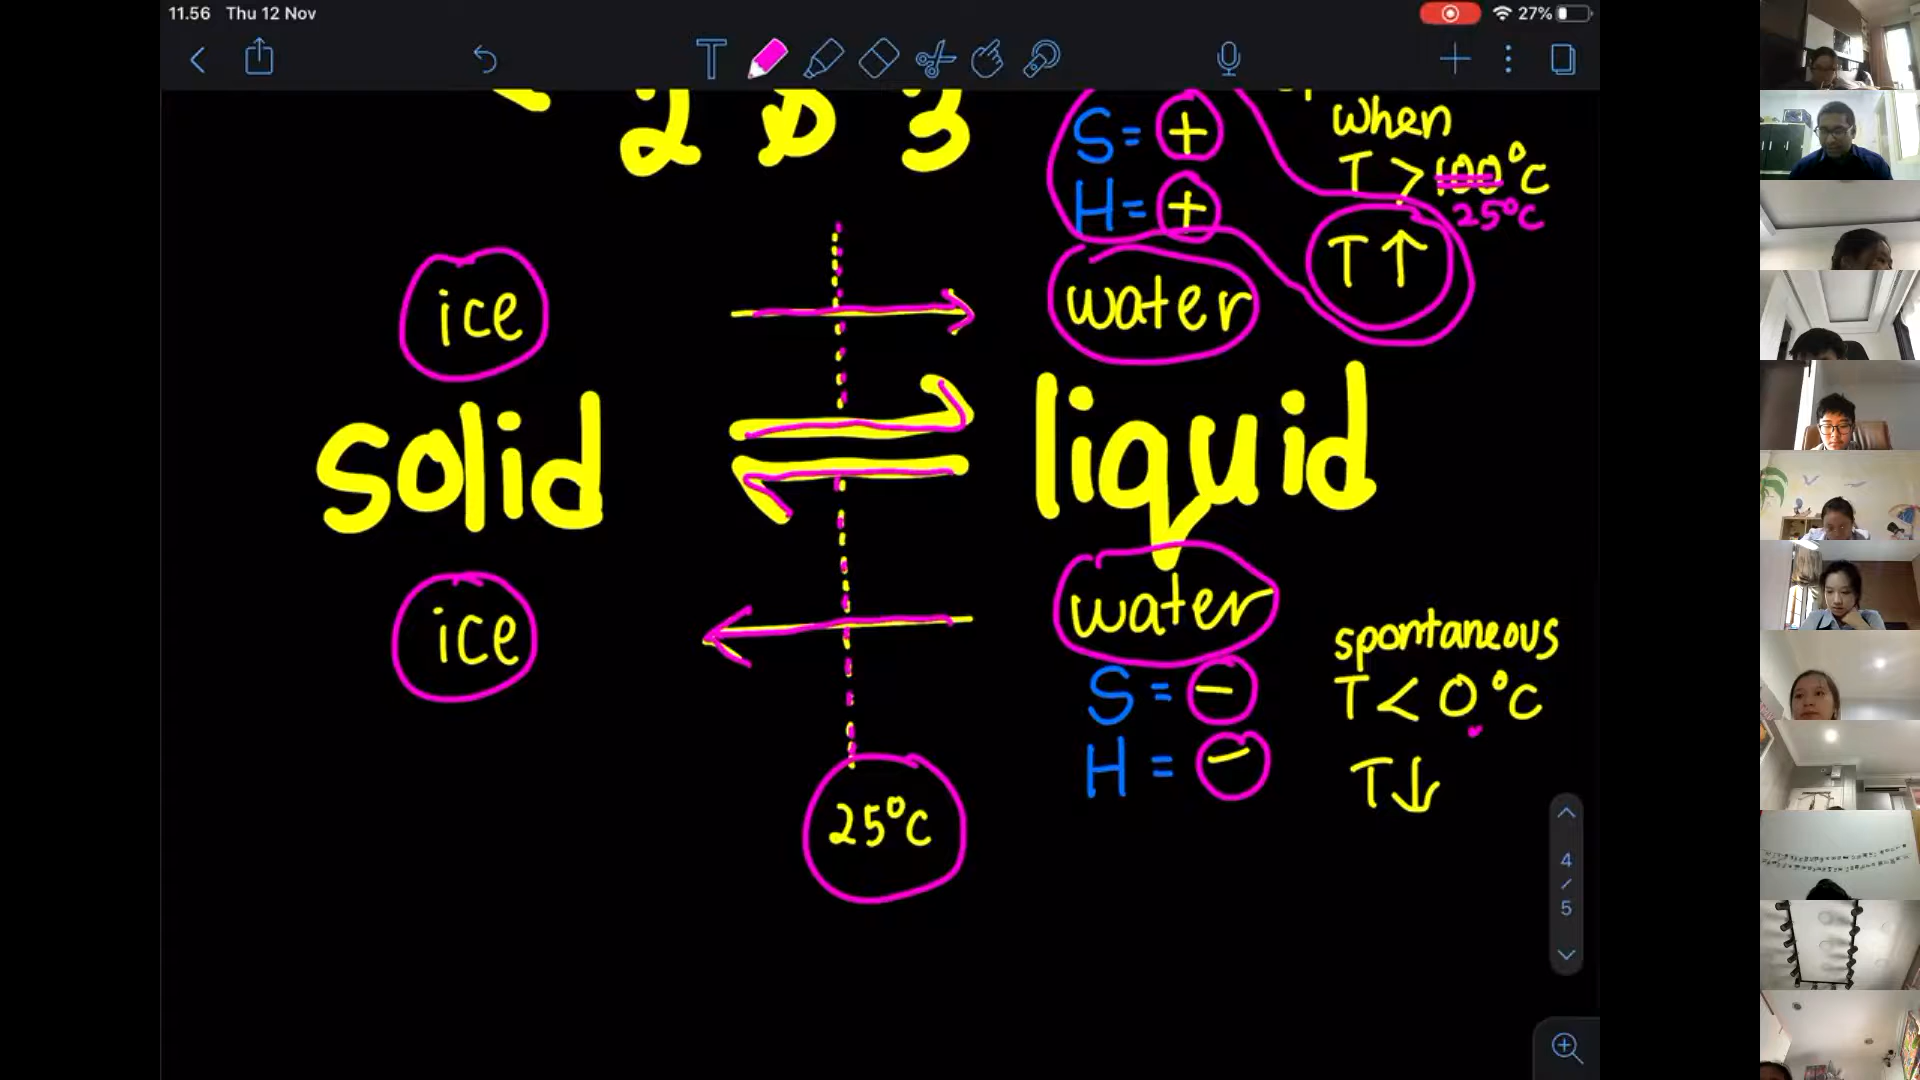 11.56 Thu 12 Nov
27%
T
2 3
S = +
H = +
when
T > 100°C
25°C
T↑
ice
water
solid
liquid
ice
water
S = −
H = −
spontaneous
T < 0°C
T↓
25°C
4
/
5